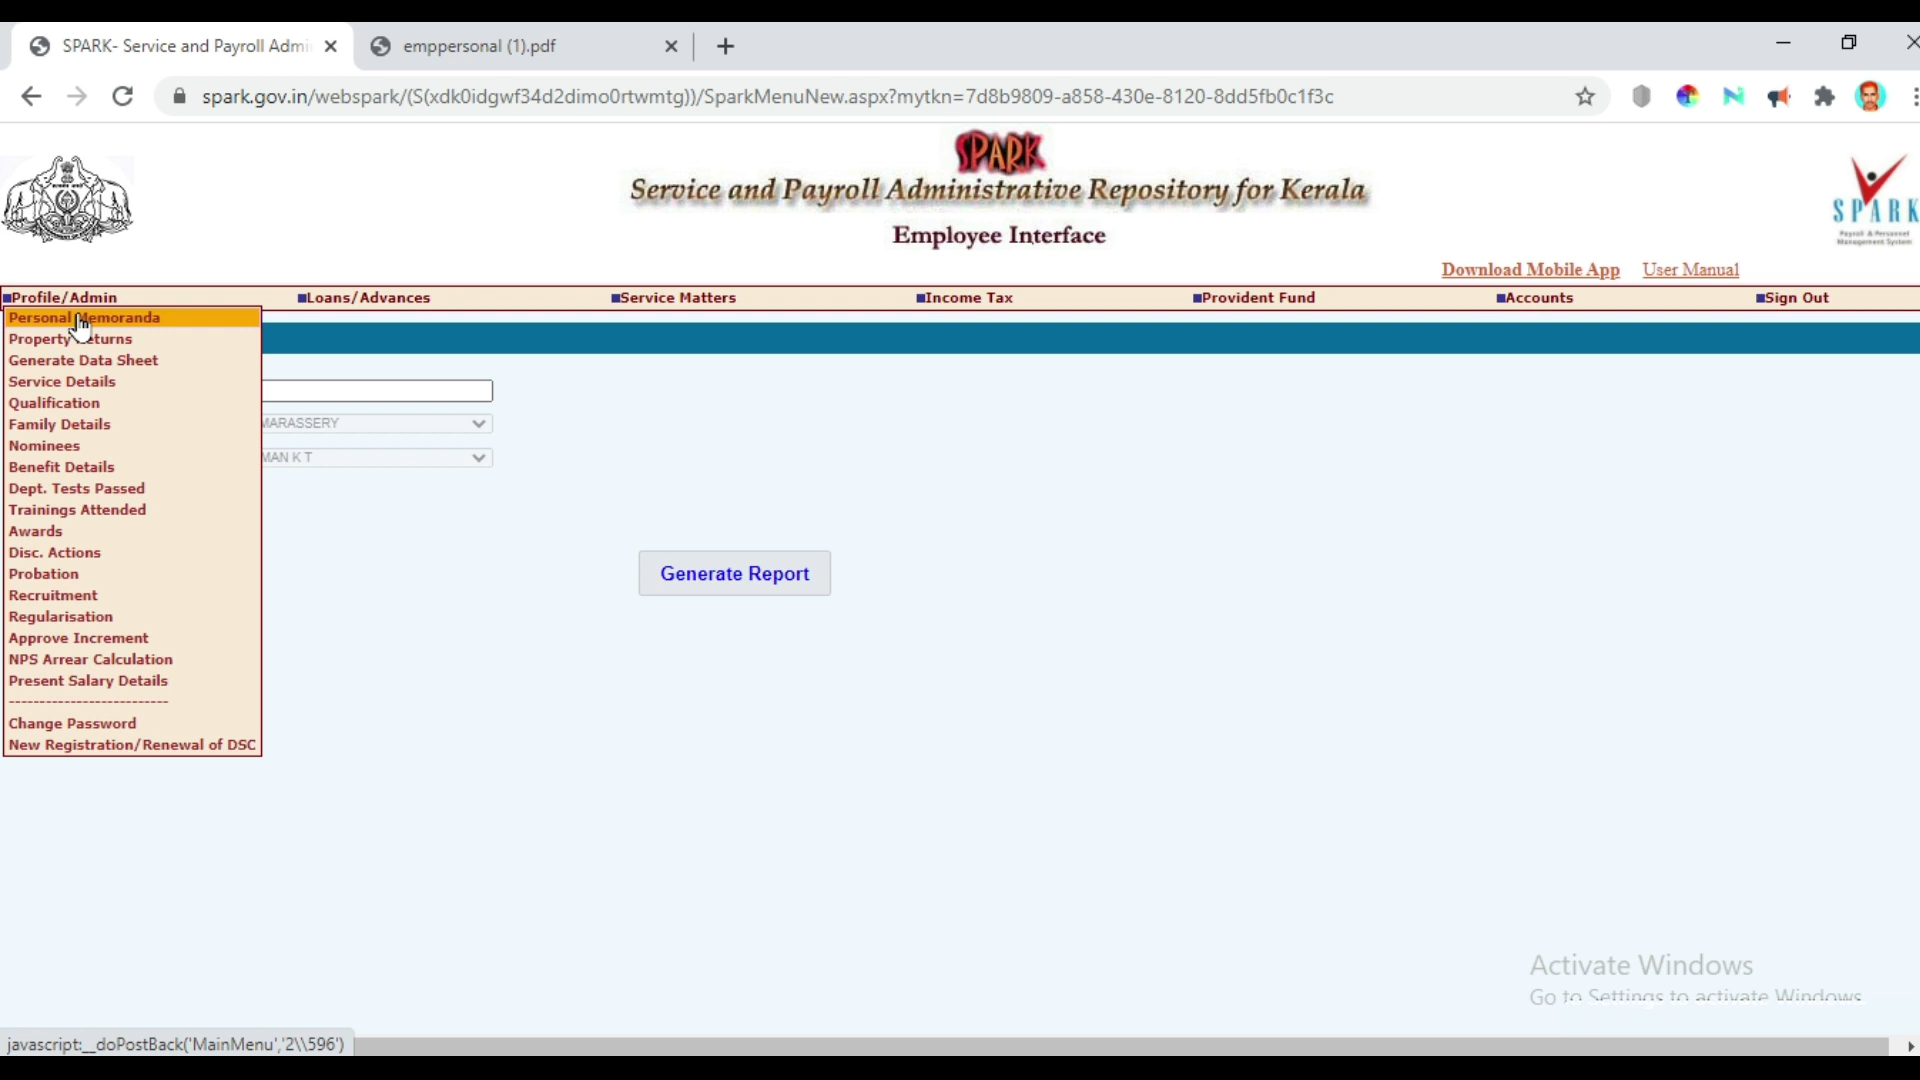 SPARK- Service and Payroll Admi
emppersonal (1).pdf
spark.gov.in/webspark/(S(xdk0idgwf34d2dimo0rtwmtg))/SparkMenuNew.aspx?mytkn=7d8b9809-a858-430e-8120-8dd5fb0c1f3c
SPARK
Service and Payroll Administrative Repository for Kerala
Employee Interface
SPARK
Payroll & Personnel
Management System
Download Mobile App User Manual
Profile/Admin Loans/Advances Service Matters Income Tax Provident Fund Accounts Sign Out
Personal Memoranda
Property Returns
Generate Data Sheet
Service Details
Qualification
Family Details
MARASSERY
Nominees
MAN K T
Benefit Details
Dept. Tests Passed
Trainings Attended
Awards
Disc. Actions
Probation
Generate Report
Recruitment
Regularisation
Approve Increment
NPS Arrear Calculation
Present Salary Details
--------------------------
Change Password
New Registration/Renewal of DSC
Activate Windows
Go to Settings to activate Windows.
javascript:__doPostBack('MainMenu','2\\596')